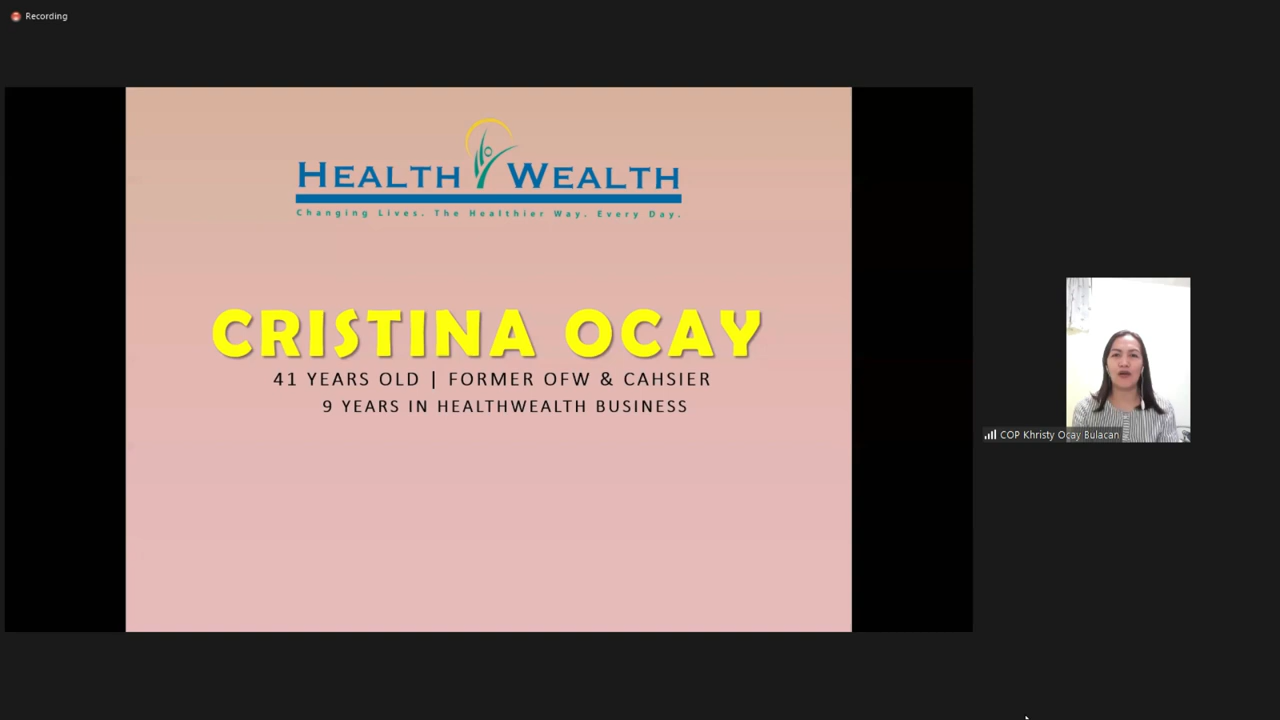 Recording
HEALTH WEALTH
Changing Lives. The Healthier Way. Every Day.
CRISTINA OCAY
41 YEARS OLD | FORMER OFW & CAHSIER
9 YEARS IN HEALTHWEALTH BUSINESS
COP Khristy Ocay Bulacan